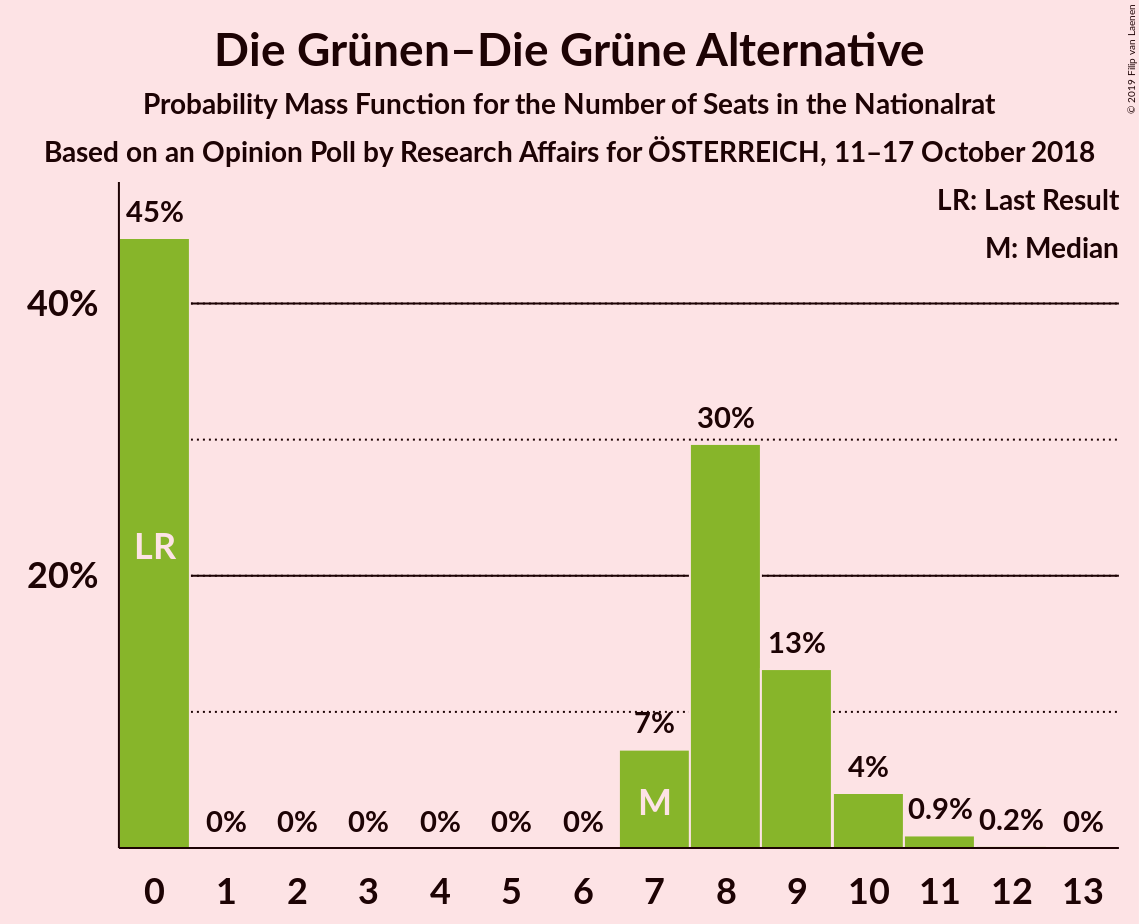 Die Grünen–Die Grüne Alternative
Probability Mass Function for the Number of Seats in the Nationalrat
Based on an Opinion Poll by Research Affairs for ÖSTERREICH, 11–17 October 2018
© 2019 Filip van Laenen
LR: Last Result
M: Median
45%
40%
30%
LR
20%
13%
7%
M
4%
0% 0% 0% 0% 0% 0% 0.9% 0.2% 0%
0 1 2 3 4 5 6 7 8 9 10 11 12 13